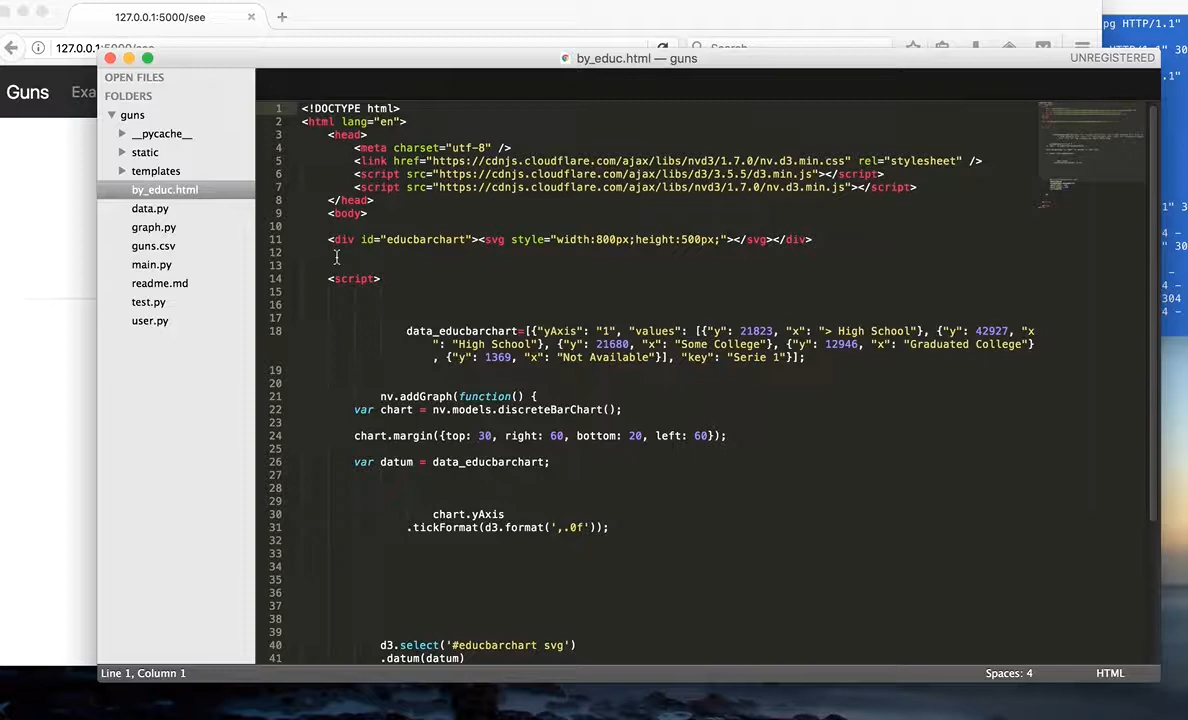 127.0.0.1:5000/see
127.0.0.1:5000/see
Search
pg HTTP/1.1"
Guns
by_educ.html — guns
UNREGISTERED
OPEN FILES
FOLDERS
guns
__pycache__
static
templates
by_educ.html
data.py
graph.py
guns.csv
main.py
readme.md
test.py
user.py
1 <!DOCTYPE html>
2 <html lang="en">
3 <head>
4 <meta charset="utf-8" />
5 <link href="https://cdnjs.cloudflare.com/ajax/libs/nvd3/1.7.0/nv.d3.min.css" rel="stylesheet" />
6 <script src="https://cdnjs.cloudflare.com/ajax/libs/d3/3.5.5/d3.min.js"></script>
7 <script src="https://cdnjs.cloudflare.com/ajax/libs/nvd3/1.7.0/nv.d3.min.js"></script>
8 </head>
9 <body>
10
11 <div id="educbarchart"><svg style="width:800px;height:500px;"></svg></div>
12
13
14 <script>
15
16
17
18 data_educbarchart=[{"yAxis": "1", "values": [{"y": 21823, "x": "> High School"}, {"y": 42927, "x
": "High School"}, {"y": 21680, "x": "Some College"}, {"y": 12946, "x": "Graduated College"}
, {"y": 1369, "x": "Not Available"}], "key": "Serie 1"}];
19
20
21 nv.addGraph(function() {
22 var chart = nv.models.discreteBarChart();
23
24 chart.margin({top: 30, right: 60, bottom: 20, left: 60});
25
26 var datum = data_educbarchart;
27
28
29
30 chart.yAxis
31 .tickFormat(d3.format(',.0f'));
32
33
34
35
36
37
38
39
40 d3.select('#educbarchart svg')
41 .datum(datum)
Line 1, Column 1
Spaces: 4
HTML